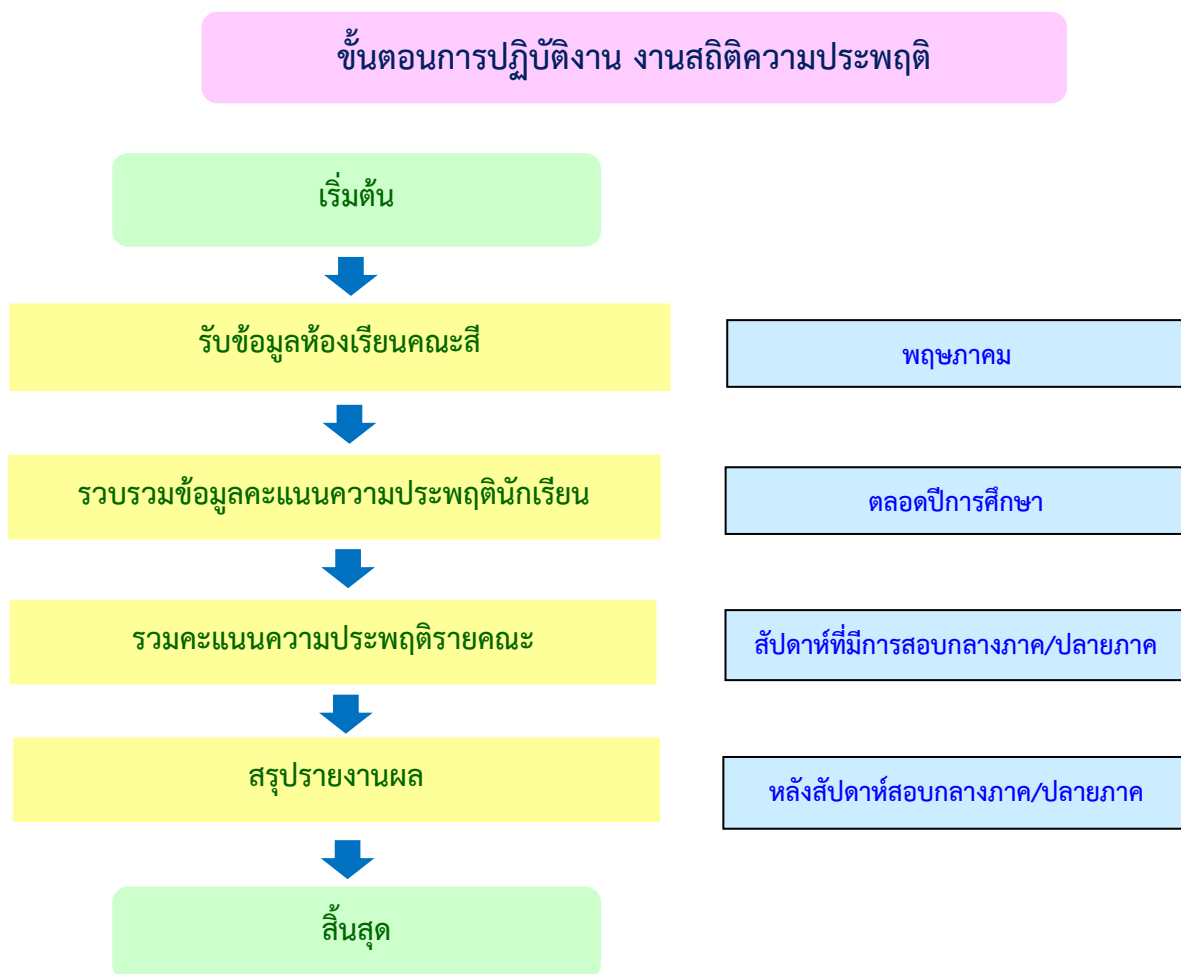 ขั้นตอนการปฏิบัติงาน งานสถิติความประพฤติ
เริ่มต้น
รับข้อมูลห้องเรียนคณะสี
พฤษภาคม
รวบรวมข้อมูลคะแนนความประพฤตินักเรียน
ตลอดปีการศึกษา
รวมคะแนนความประพฤติรายคณะ
สัปดาห์ที่มีการสอบกลางภาค/ปลายภาค
สรุปรายงานผล
หลังสัปดาห์สอบกลางภาค/ปลายภาค
สิ้นสุด